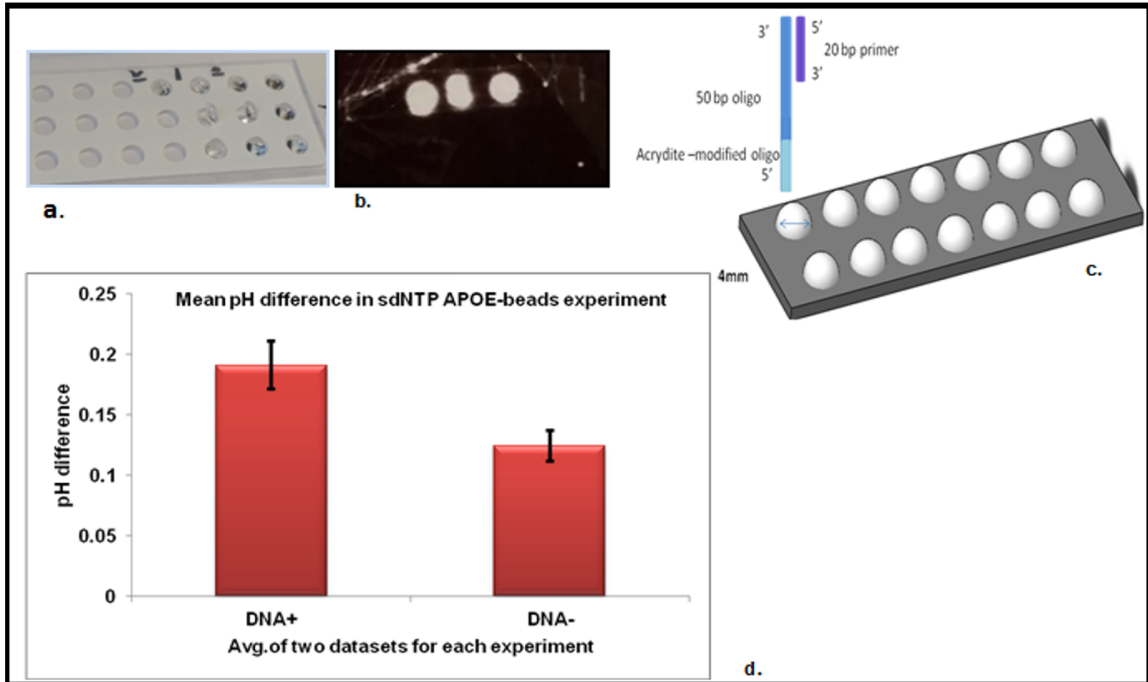 a.
b.
3’
5’
20 bp primer
3’
50 bp oligo
Acrydite –modified oligo
5’
4mm
c.
Mean pH difference in sdNTP APOE-beads experiment
pH difference
0.25
0.2
0.15
0.1
0.05
0
DNA+
DNA-
Avg.of two datasets for each experiment
d.